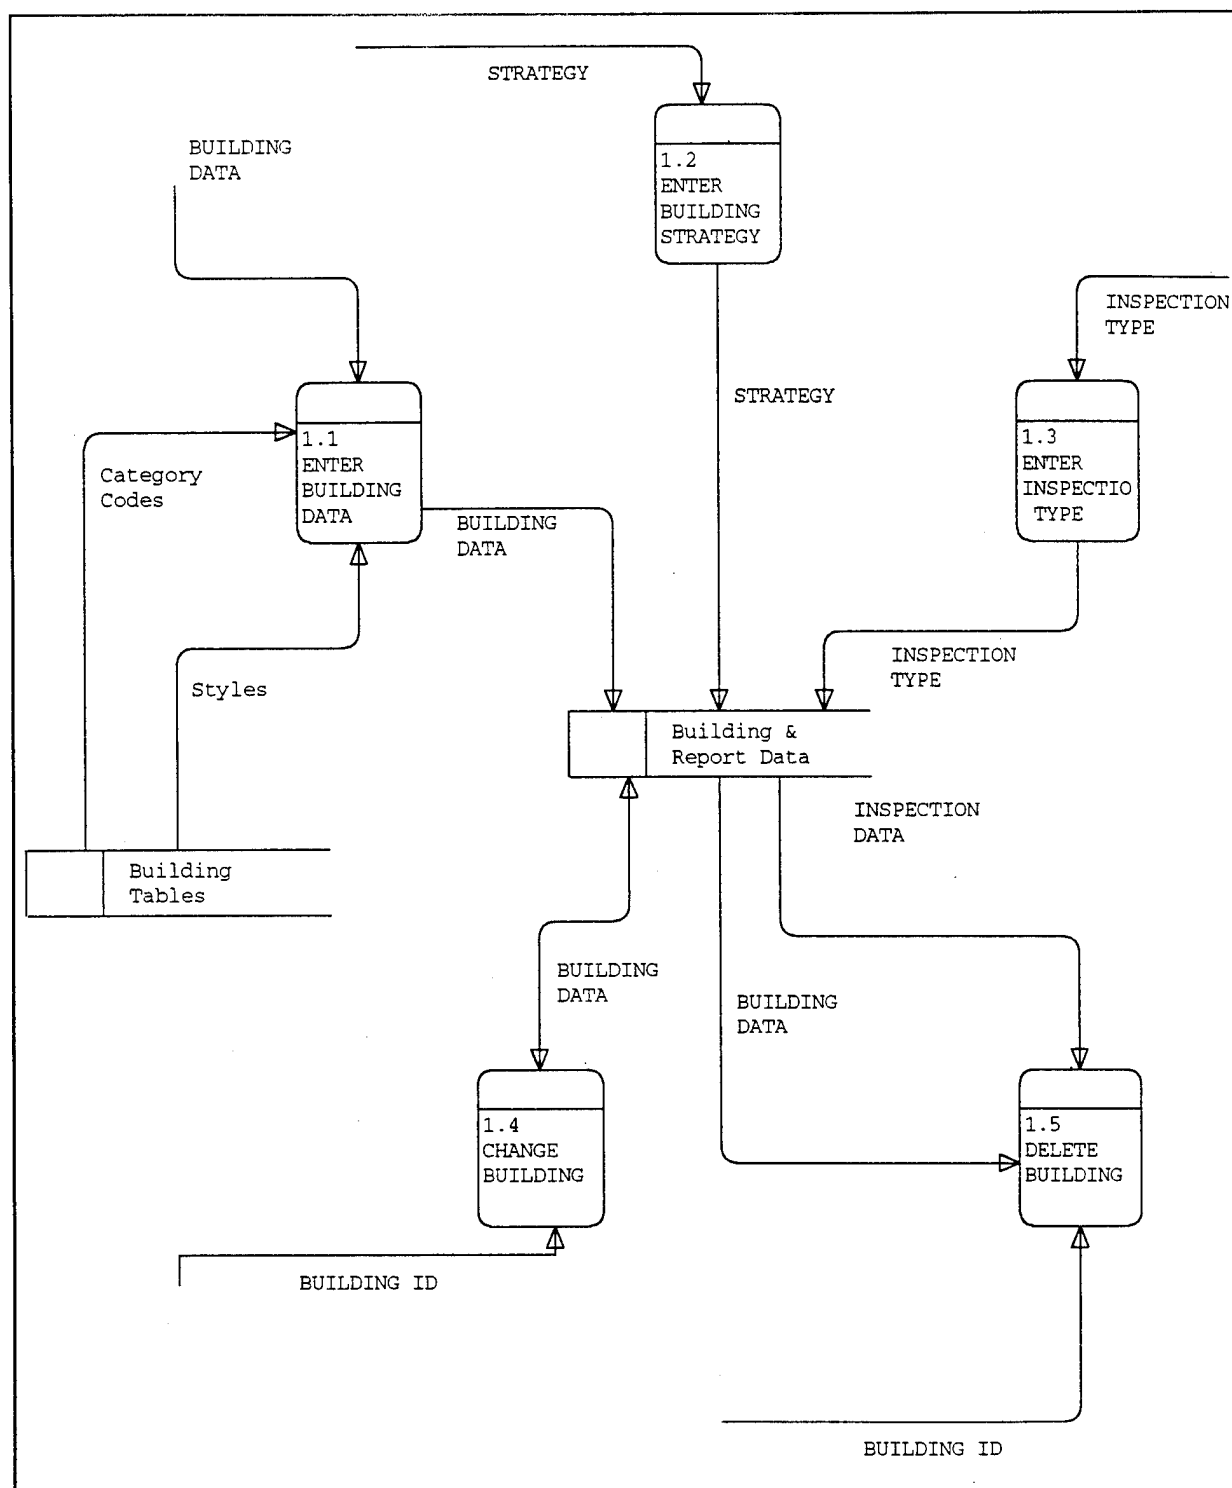 STRATEGY
BUILDING
DATA
1.2
ENTER
BUILDING
STRATEGY
INSPECTION
TYPE
STRATEGY
1.1
ENTER
BUILDING
DATA
1.3
ENTER
INSPECTIO
TYPE
Category
Codes
BUILDING
DATA
INSPECTION
TYPE
Styles
Building &
Report Data
INSPECTION
DATA
Building
Tables
BUILDING
DATA
BUILDING
DATA
1.4
CHANGE
BUILDING
1.5
DELETE
BUILDING
BUILDING ID
BUILDING ID